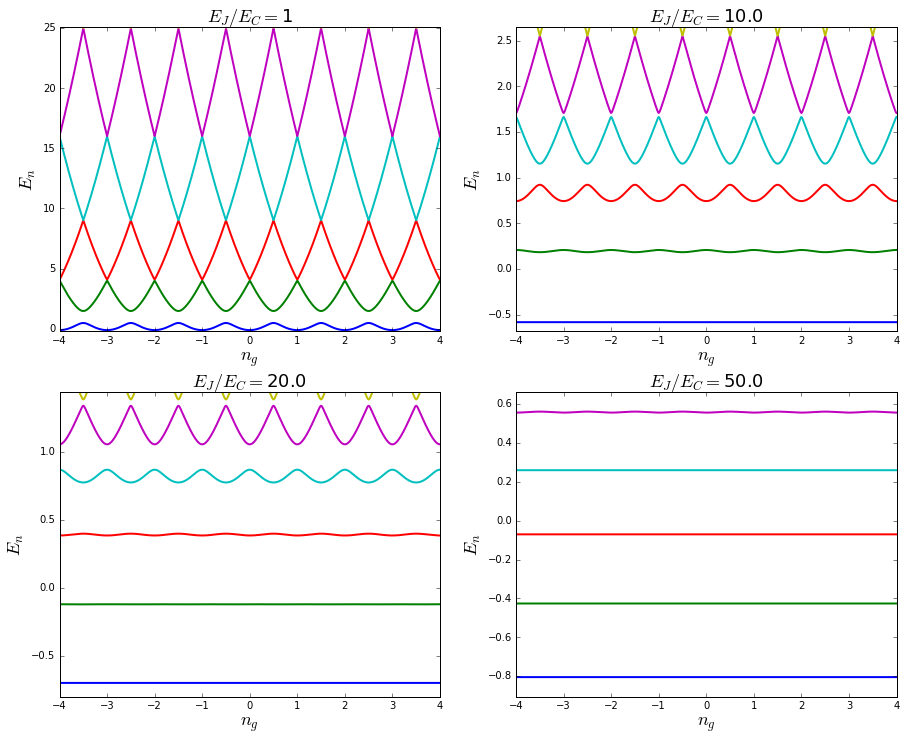 E_J/E_C = 1
25
20
15
10
5
0
E_n
−4 −3 −2 −1 0 1 2 3 4
n_g
E_J/E_C = 10.0
2.5
2.0
1.5
1.0
0.5
0.0
−0.5
E_n
−4 −3 −2 −1 0 1 2 3 4
n_g
E_J/E_C = 20.0
1.0
0.5
0.0
−0.5
E_n
−4 −3 −2 −1 0 1 2 3 4
n_g
E_J/E_C = 50.0
0.6
0.4
0.2
0.0
−0.2
−0.4
−0.6
−0.8
E_n
−4 −3 −2 −1 0 1 2 3 4
n_g